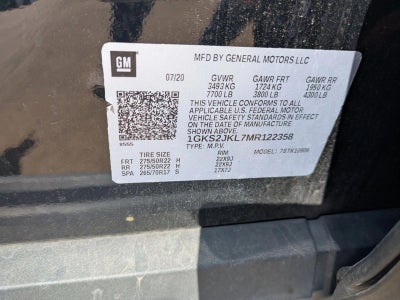 GM
MFD BY GENERAL MOTORS LLC
07/20 GVWR GAWR FRT GAWR RR
3493 KG 1724 KG 1950 KG
7700 LB 3800 LB 4300 LB
THIS VEHICLE CONFORMS TO ALL
APPLICABLE U.S. FEDERAL MOTOR
VEHICLE SAFETY STANDARDS IN EFFECT
ON THE DATE OF MANUFACTURE SHOWN ABOVE.
1GKS2JKL7MR122358
TYPE: M.P.V. MODEL:
TIRE SIZE RIM
FRT 275/50R22 H 22X9J
RR 275/50R22 H 22X9J
SPA 265/70R17 S 17X7J